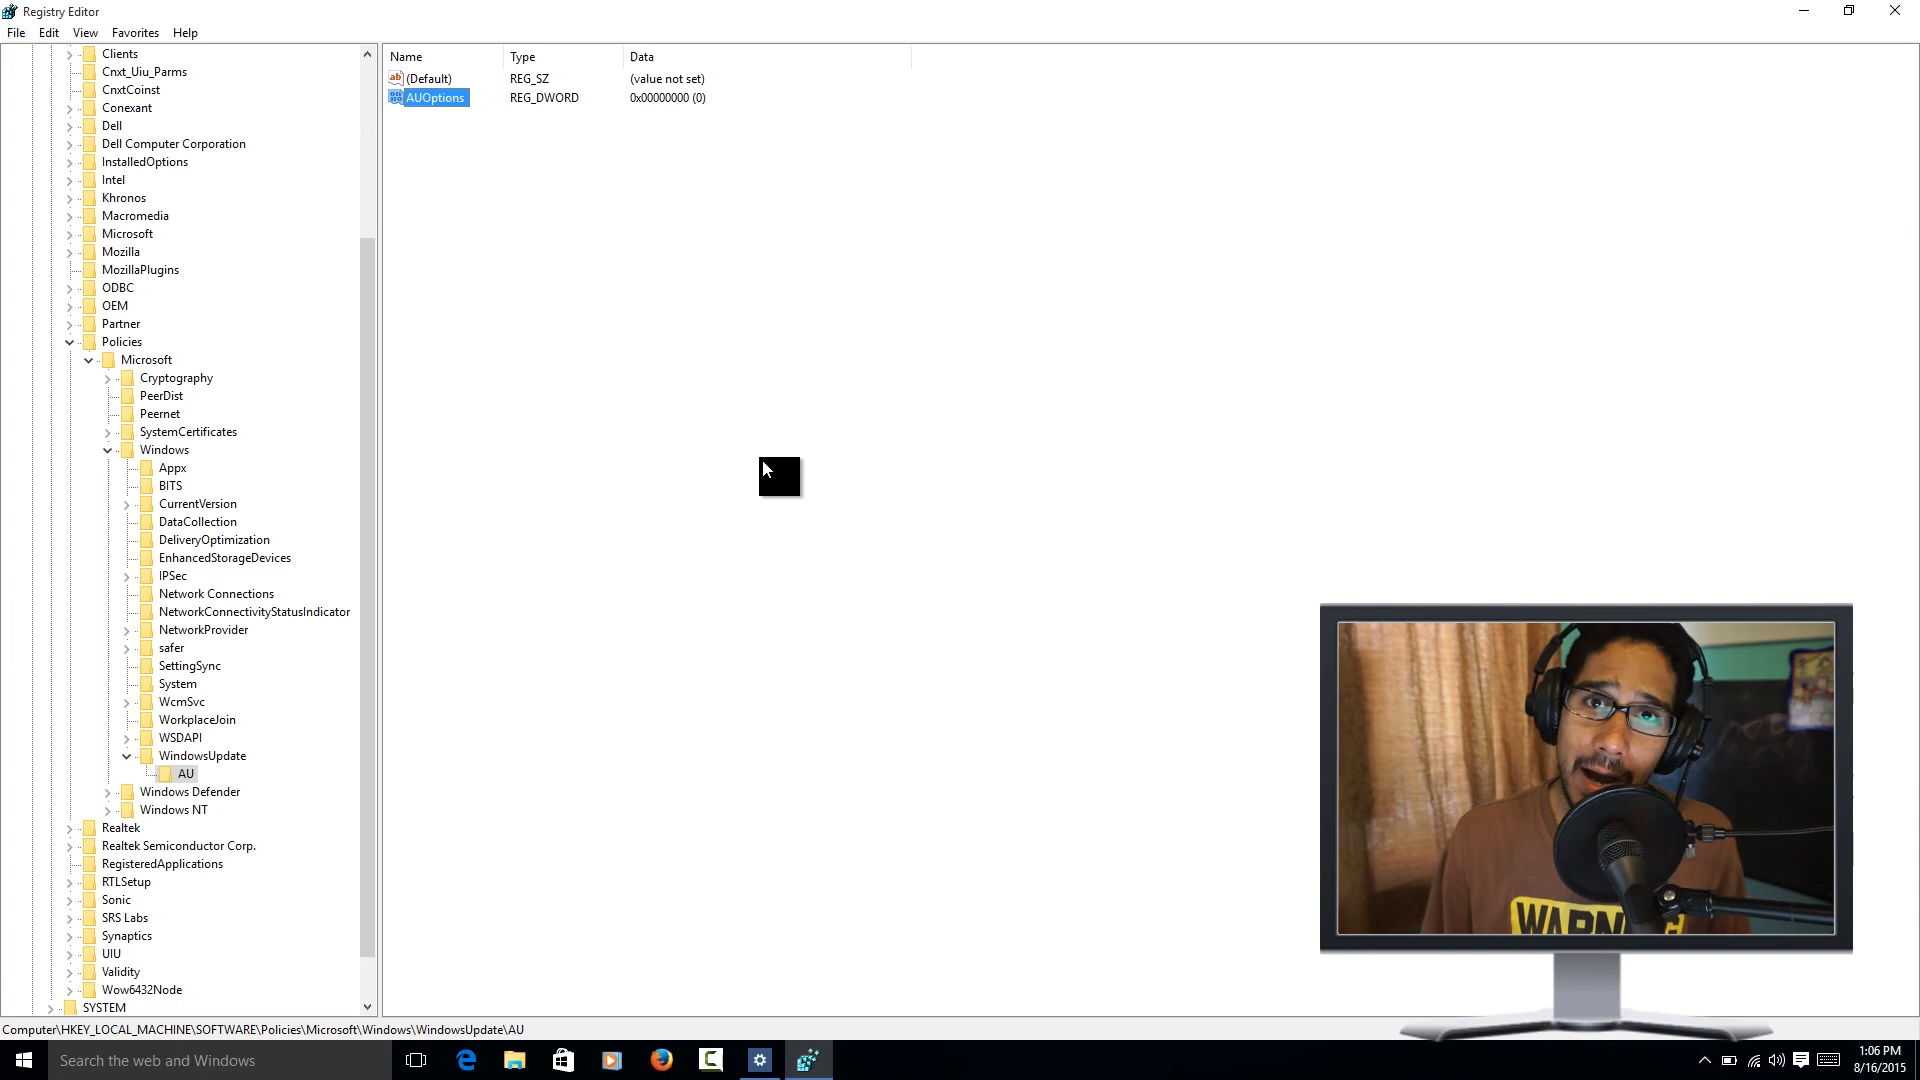 Registry Editor
File Edit View Favorites Help
Name Type Data
(Default) REG_SZ (value not set)
AUOptions REG_DWORD 0x00000000 (0)
Clients
Cnxt_Uiu_Parms
CnxtCoinst
Conexant
Dell
Dell Computer Corporation
InstalledOptions
Intel
Khronos
Macromedia
Microsoft
Mozilla
MozillaPlugins
ODBC
OEM
Partner
Policies
Microsoft
Cryptography
PeerDist
Peernet
SystemCertificates
Windows
Appx
BITS
CurrentVersion
DataCollection
DeliveryOptimization
EnhancedStorageDevices
IPSec
Network Connections
NetworkConnectivityStatusIndicator
NetworkProvider
safer
SettingSync
System
WcmSvc
WorkplaceJoin
WSDAPI
WindowsUpdate
AU
Windows Defender
Windows NT
Realtek
Realtek Semiconductor Corp.
RegisteredApplications
RTLSetup
Sonic
SRS Labs
Synaptics
UIU
Validity
Wow6432Node
SYSTEM
Computer\HKEY_LOCAL_MACHINE\SOFTWARE\Policies\Microsoft\Windows\WindowsUpdate\AU
Search the web and Windows
1:06 PM
8/16/2015